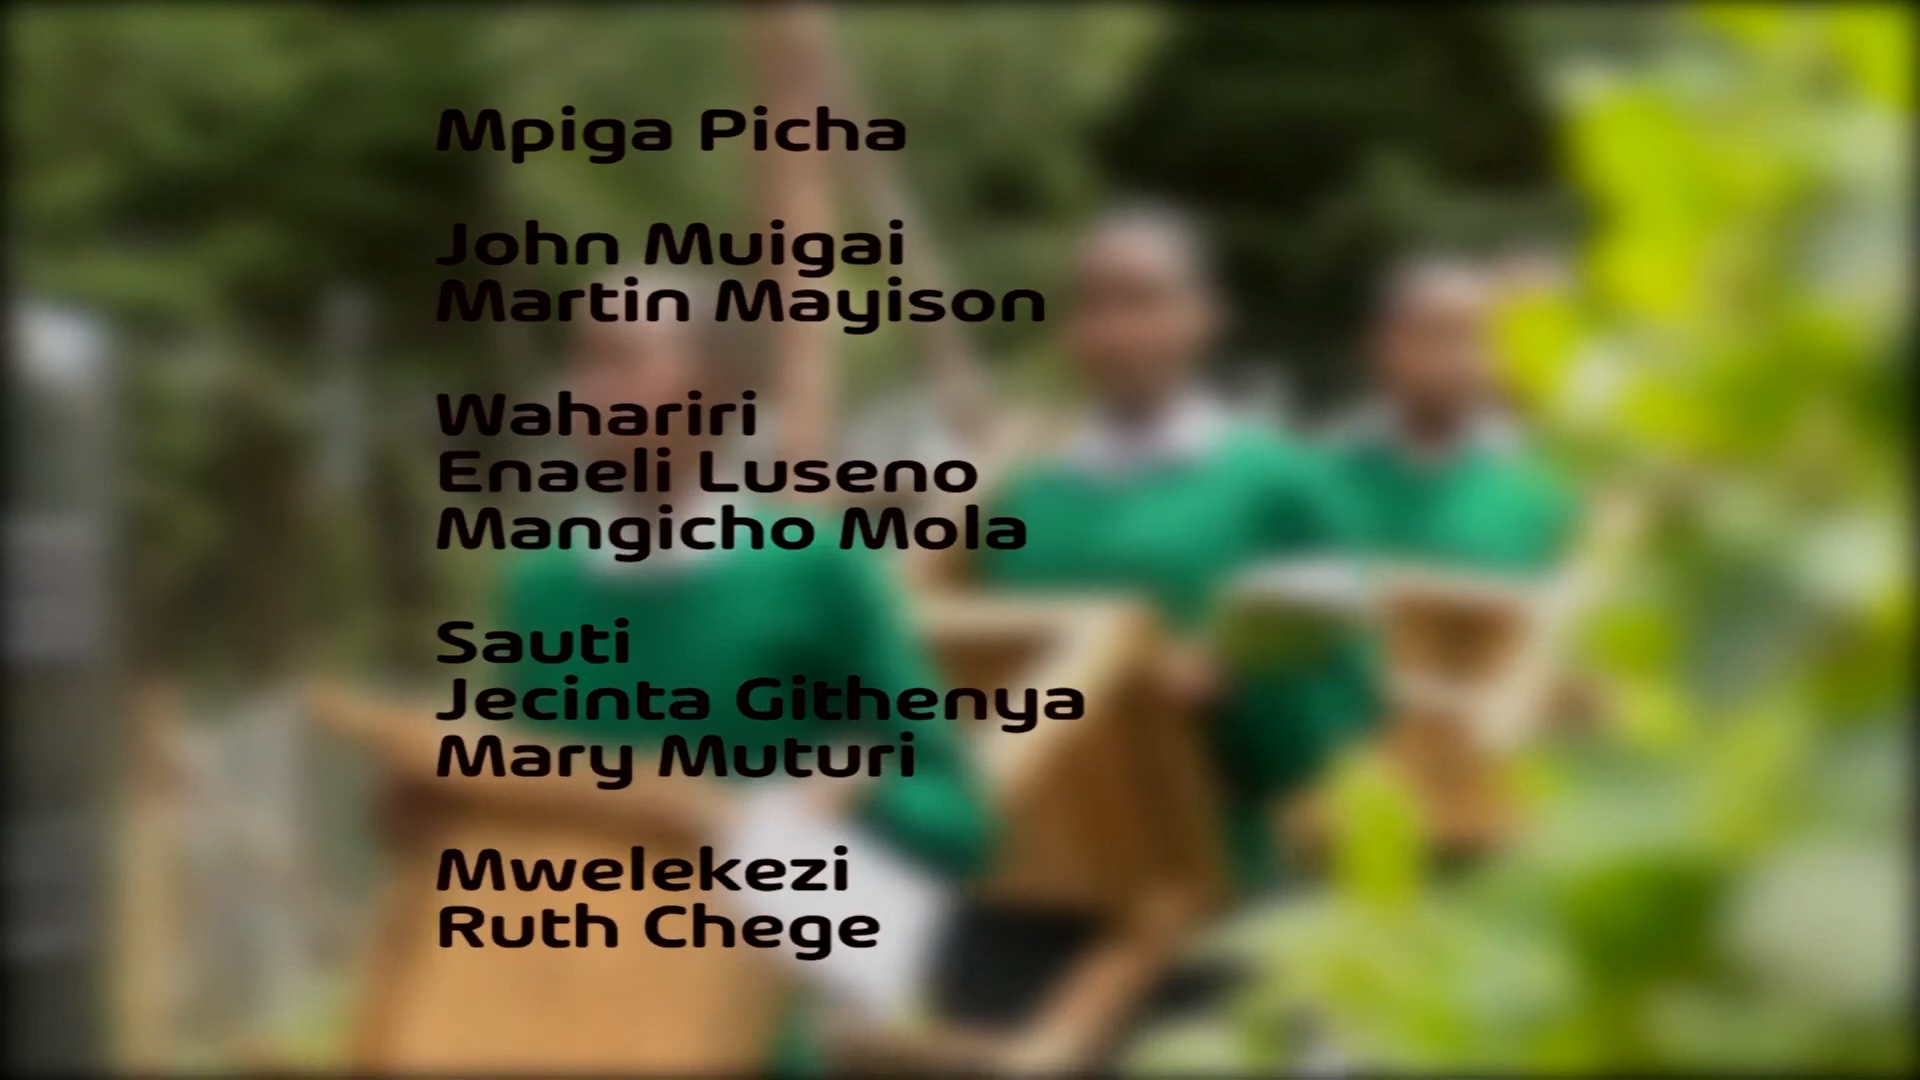 Mpiga Picha
John Muigai
Martin Mayison
Wahariri
Enaeli Luseno
Mangicho Mola
Sauti
Jecinta Githenya
Mary Muturi
Mwelekezi
Ruth Chege